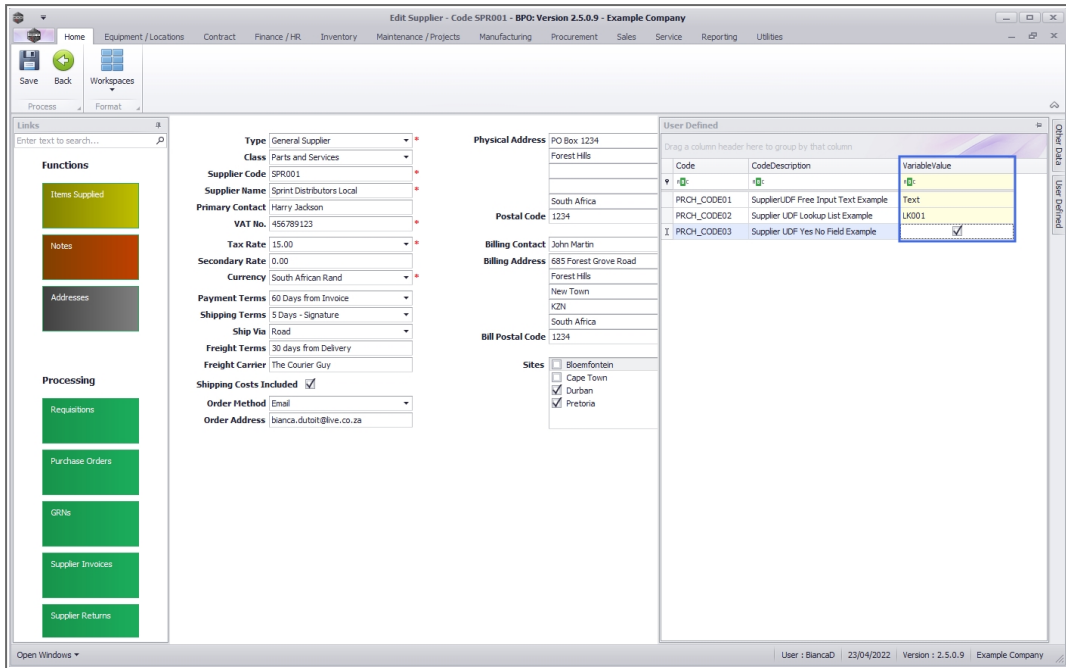 Edit Supplier - Code SPR001 - BPO: Version 2.5.0.9 - Example Company
Home Equipment / Locations Contract Finance / HR Inventory Maintenance / Projects Manufacturing Procurement Sales Service Reporting Utilities
Save Back Workspaces
Process Format
Links
Enter text to search...
Functions
Items Supplied
Notes
Addresses
Processing
Requisitions
Purchase Orders
GRNs
Supplier Invoices
Supplier Returns
Type General Supplier *
Class Parts and Services
Supplier Code SPR001 *
Supplier Name Sprint Distributors Local *
Primary Contact Harry Jackson
VAT No. 456789123 *
Tax Rate 15.00 *
Secondary Rate 0.00
Currency South African Rand *
Payment Terms 60 Days from Invoice
Shipping Terms 5 Days - Signature
Ship Via Road
Freight Terms 30 days from Delivery
Freight Carrier The Courier Guy
Shipping Costs Included
Order Method Email
Order Address bianca.dutoit@live.co.za
Physical Address PO Box 1234
Forest Hills
South Africa
Postal Code 1234
Billing Contact John Martin
Billing Address 685 Forest Grove Road
Forest Hills
New Town
KZN
South Africa
Bill Postal Code 1234
Sites Bloemfontein
Cape Town
Durban
Pretoria
User Defined
Drag a column header here to group by that column
Code CodeDescription VariableValue
PRCH_CODE01 SupplierUDF Free Input Text Example Text
PRCH_CODE02 Supplier UDF Lookup List Example LK001
PRCH_CODE03 Supplier UDF Yes No Field Example
Other Data
User Defined
Open Windows
User : BiancaD 23/04/2022 Version : 2.5.0.9 Example Company